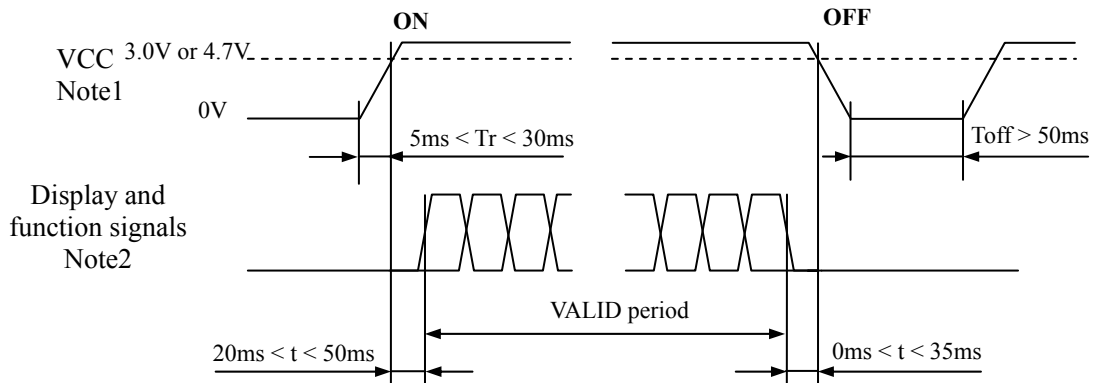 ON
OFF
VCC
Note1
3.0V or 4.7V
0V
5ms < Tr < 30ms
Toff > 50ms
Display and
function signals
Note2
VALID period
20ms < t < 50ms
0ms < t < 35ms